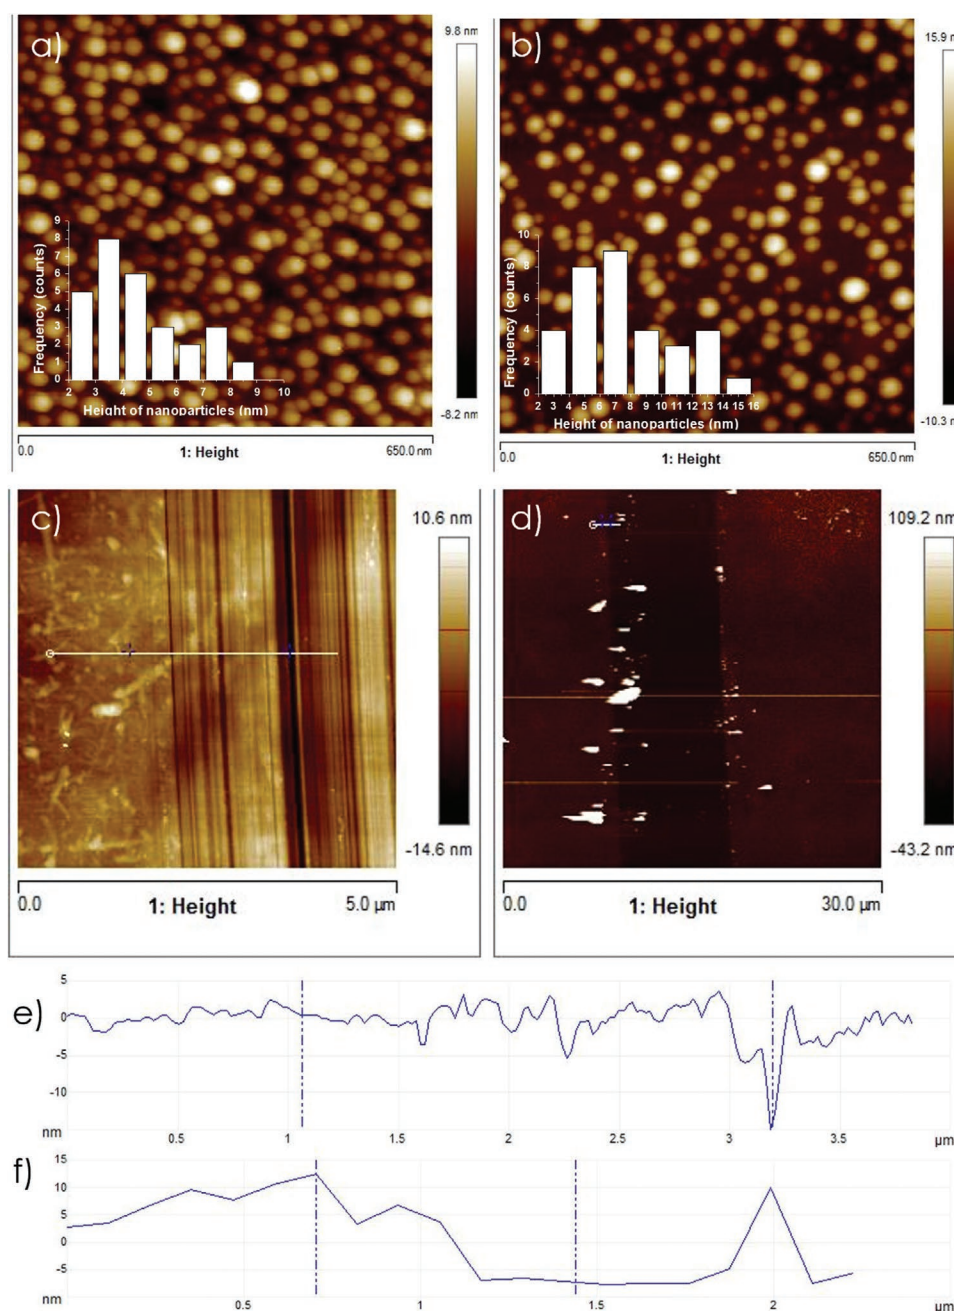 a)
9.8 nm
-8.2 nm
Frequency (counts)
9
8
7
6
5
4
3
2
1
0
2 3 4 5 6 7 8 9 10
Height of nanoparticles (nm)
0.0 1: Height 650.0 nm
b)
15.9 nm
-10.3 nm
Frequency (counts)
10
8
6
4
2
0
2 3 4 5 6 7 8 9 10 11 12 13 14 15 16
Height of nanoparticles (nm)
0.0 1: Height 650.0 nm
c)
10.6 nm
-14.6 nm
0.0 1: Height 5.0 µm
d)
109.2 nm
-43.2 nm
0.0 1: Height 30.0 µm
e)
5
0
-5
-10
nm 0.5 1 1.5 2 2.5 3 3.5 µm
f)
15
10
5
0
-5
nm 0.5 1 1.5 2 µm